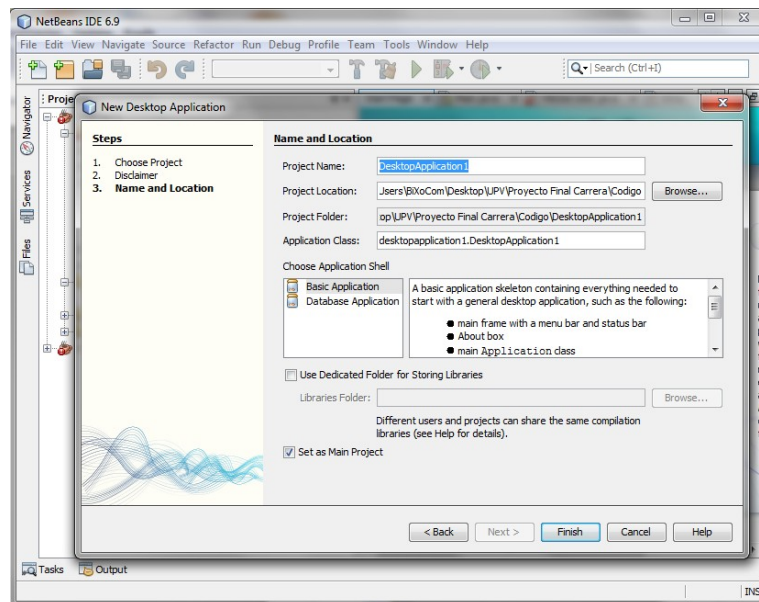 NetBeans IDE 6.9
File Edit View Navigate Source Refactor Run Debug Profile Team Tools Window Help
Search (Ctrl+I)
Navigator
Services
Files
Proje
New Desktop Application
Steps
1. Choose Project
2. Disclaimer
3. Name and Location
Name and Location
Project Name: DesktopApplication1
Project Location: Jsers\BiXoCom\Desktop\UPV\Proyecto Final Carrera\Codigo Browse...
Project Folder: op\UPV\Proyecto Final Carrera\Codigo\DesktopApplication1
Application Class: desktopapplication1.DesktopApplication1
Choose Application Shell
Basic Application
Database Application
A basic application skeleton containing everything needed to
start with a general desktop application, such as the following:
main frame with a menu bar and status bar
About box
main Application class
Use Dedicated Folder for Storing Libraries
Libraries Folder: Browse...
Different users and projects can share the same compilation
libraries (see Help for details).
Set as Main Project
< Back Next > Finish Cancel Help
Tasks Output
INS